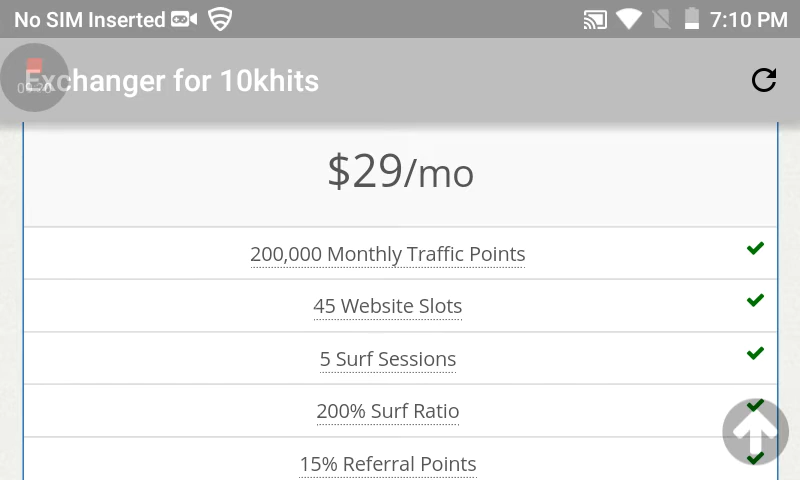 No SIM Inserted 7:10 PM
Exchanger for 10khits
$29/mo
200,000 Monthly Traffic Points
45 Website Slots
5 Surf Sessions
200% Surf Ratio
15% Referral Points